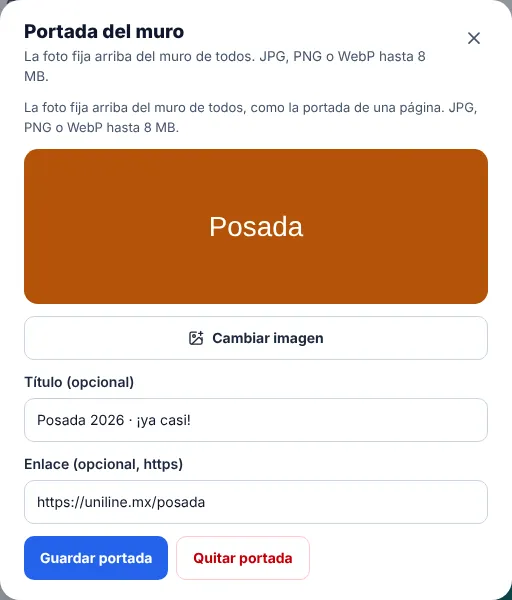 Portada del muro
La foto fija arriba del muro de todos. JPG, PNG o WebP hasta 8
MB.
La foto fija arriba del muro de todos, como la portada de una página. JPG,
PNG o WebP hasta 8 MB.
Posada
Cambiar imagen
Título (opcional)
Posada 2026 · ¡ya casi!
Enlace (opcional, https)
https://uniline.mx/posada
Guardar portada
Quitar portada